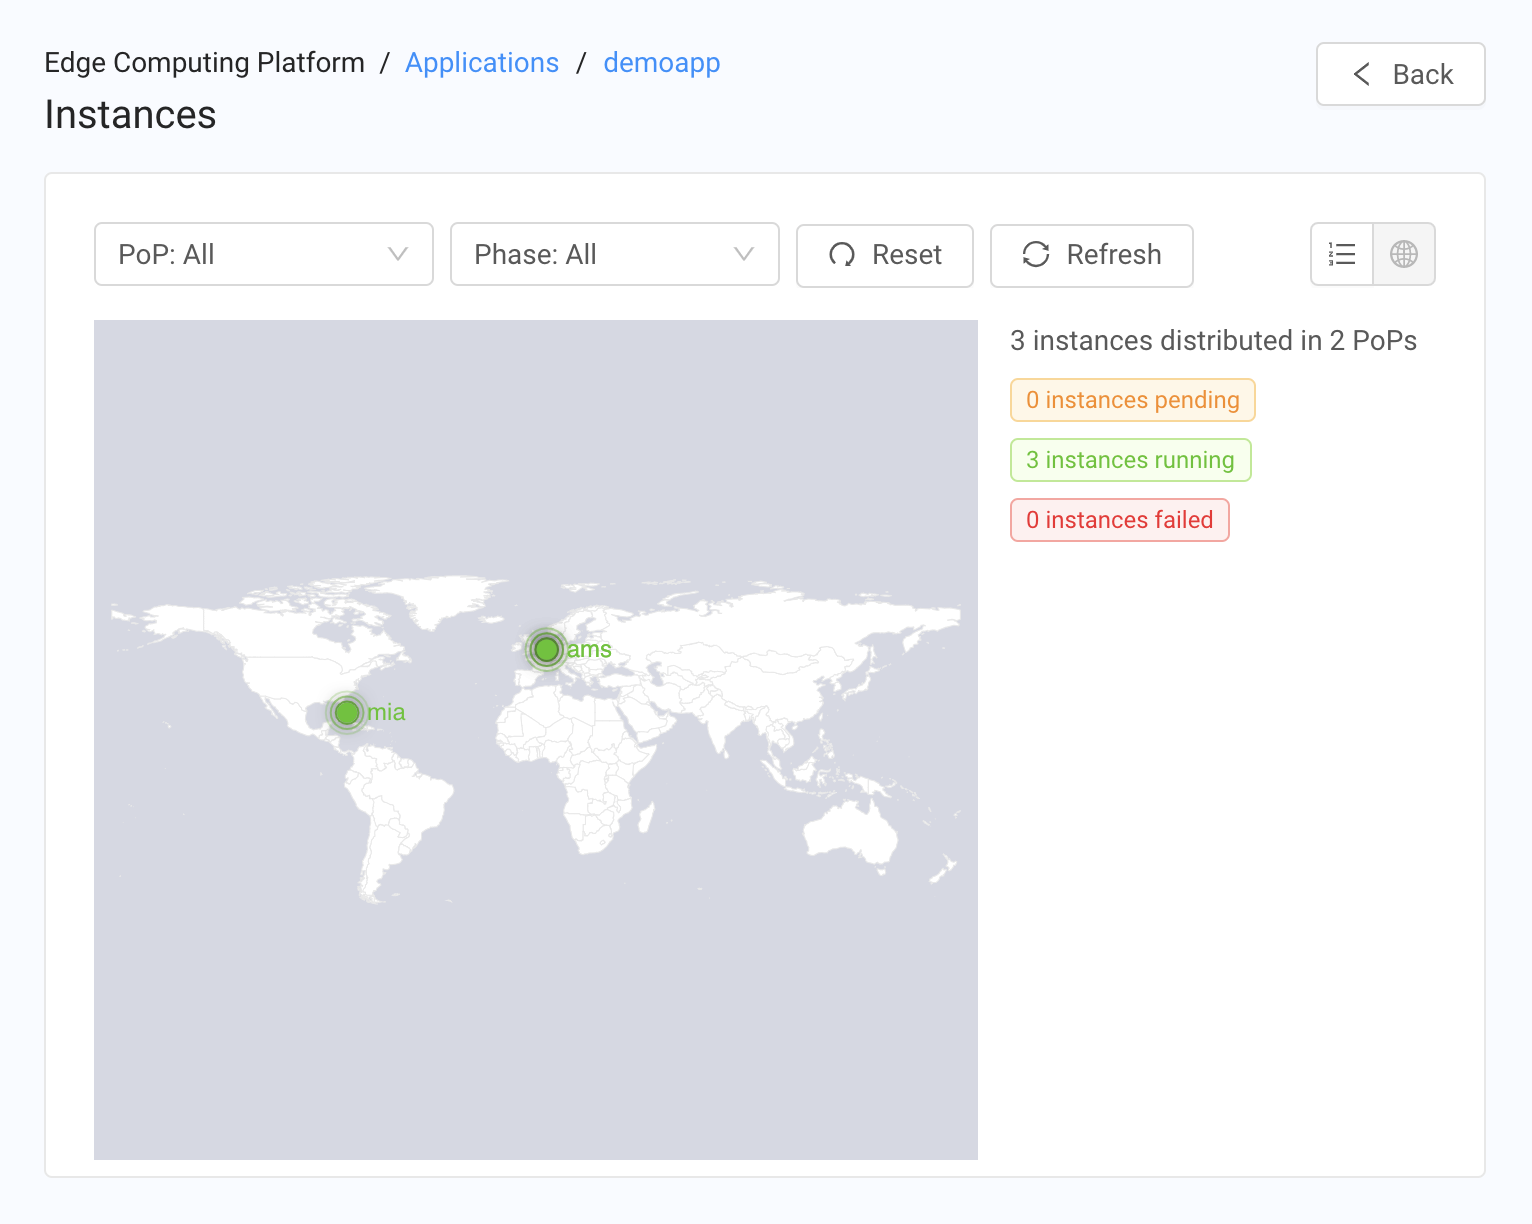 Edge Computing Platform / Applications / demoapp
Back
Instances
PoP: All
Phase: All
Reset
Refresh
3 instances distributed in 2 PoPs
0 instances pending
3 instances running
0 instances failed
ams
mia